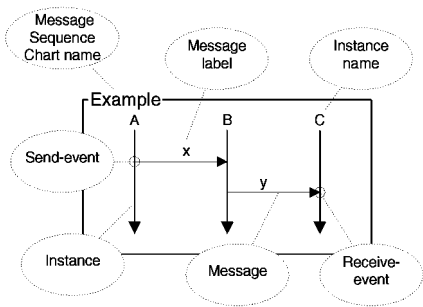 Message
Sequence
Chart name
Message
label
Instance
name
Example
A
B
C
Send-event
x
y
Instance
Message
Receive-
event